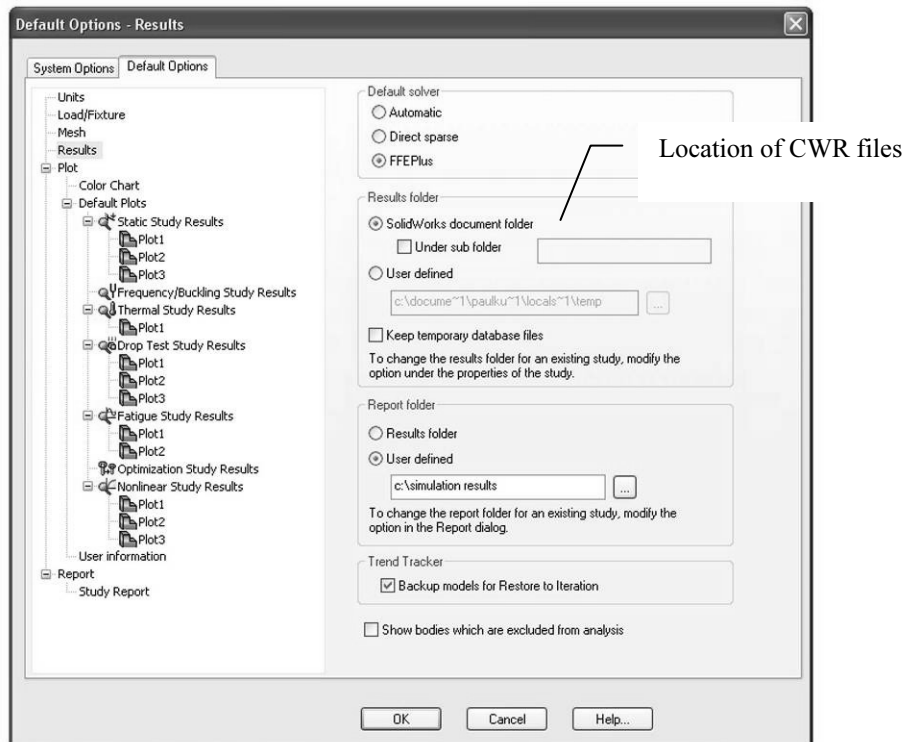 Default Options - Results
System Options
Default Options
Units
Load/Fixture
Mesh
Results
Plot
Color Chart
Default Plots
Static Study Results
Plot1
Plot2
Plot3
Frequency/Buckling Study Results
Thermal Study Results
Plot1
Drop Test Study Results
Plot1
Plot2
Plot3
Fatigue Study Results
Plot1
Plot2
Optimization Study Results
Nonlinear Study Results
Plot1
Plot2
Plot3
User information
Report
Study Report
Default solver
Automatic
Direct sparse
FFEPlus
Location of CWR files
Results folder
SolidWorks document folder
Under sub folder
User defined
c:\docume~1\paulku~1\locals~1\temp
...
Keep temporary database files
To change the results folder for an existing study, modify the
option under the properties of the study.
Report folder
Results folder
User defined
c:\simulation results
...
To change the report folder for an existing study, modify the
option in the Report dialog.
Trend Tracker
Backup models for Restore to Iteration
Show bodies which are excluded from analysis
OK
Cancel
Help...